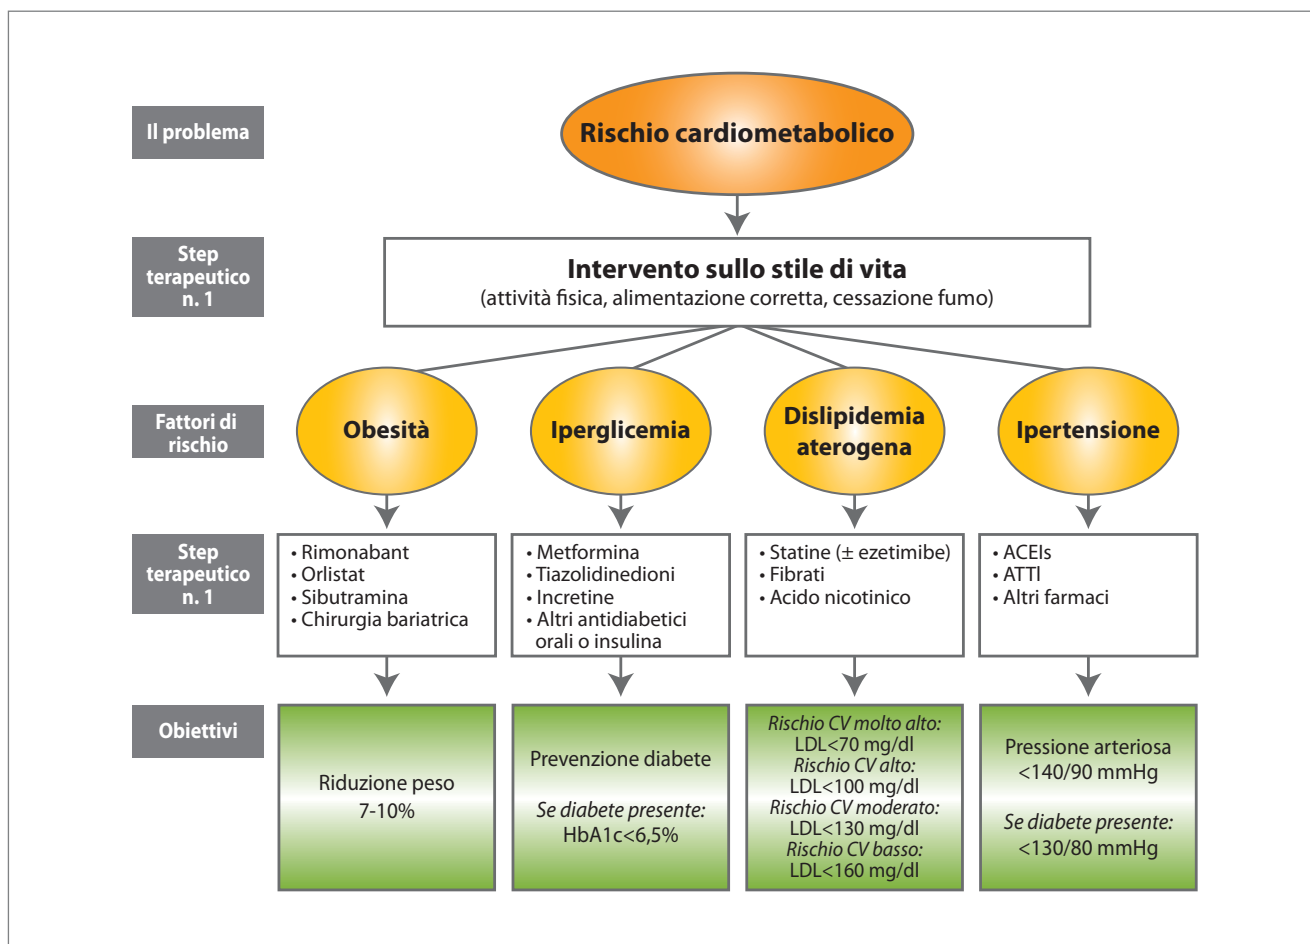 Il problema
Rischio cardiometabolico
Step
terapeutico
n. 1
Intervento sullo stile di vita
(attività fisica, alimentazione corretta, cessazione fumo)
Fattori di
rischio
Obesità
Iperglicemia
Dislipidemia
aterogena
Ipertensione
Step
terapeutico
n. 1
• Rimonabant
• Orlistat
• Sibutramina
• Chirurgia bariatrica
• Metformina
• Tiazolidinedioni
• Incretine
• Altri antidiabetici
orali o insulina
• Statine (± ezetimibe)
• Fibrati
• Acido nicotinico
• ACEIs
• ATTl
• Altri farmaci
Obiettivi
Riduzione peso
7-10%
Prevenzione diabete
Se diabete presente:
HbA1c<6,5%
Rischio CV molto alto:
LDL<70 mg/dl
Rischio CV alto:
LDL<100 mg/dl
Rischio CV moderato:
LDL<130 mg/dl
Rischio CV basso:
LDL<160 mg/dl
Pressione arteriosa
<140/90 mmHg
Se diabete presente:
<130/80 mmHg